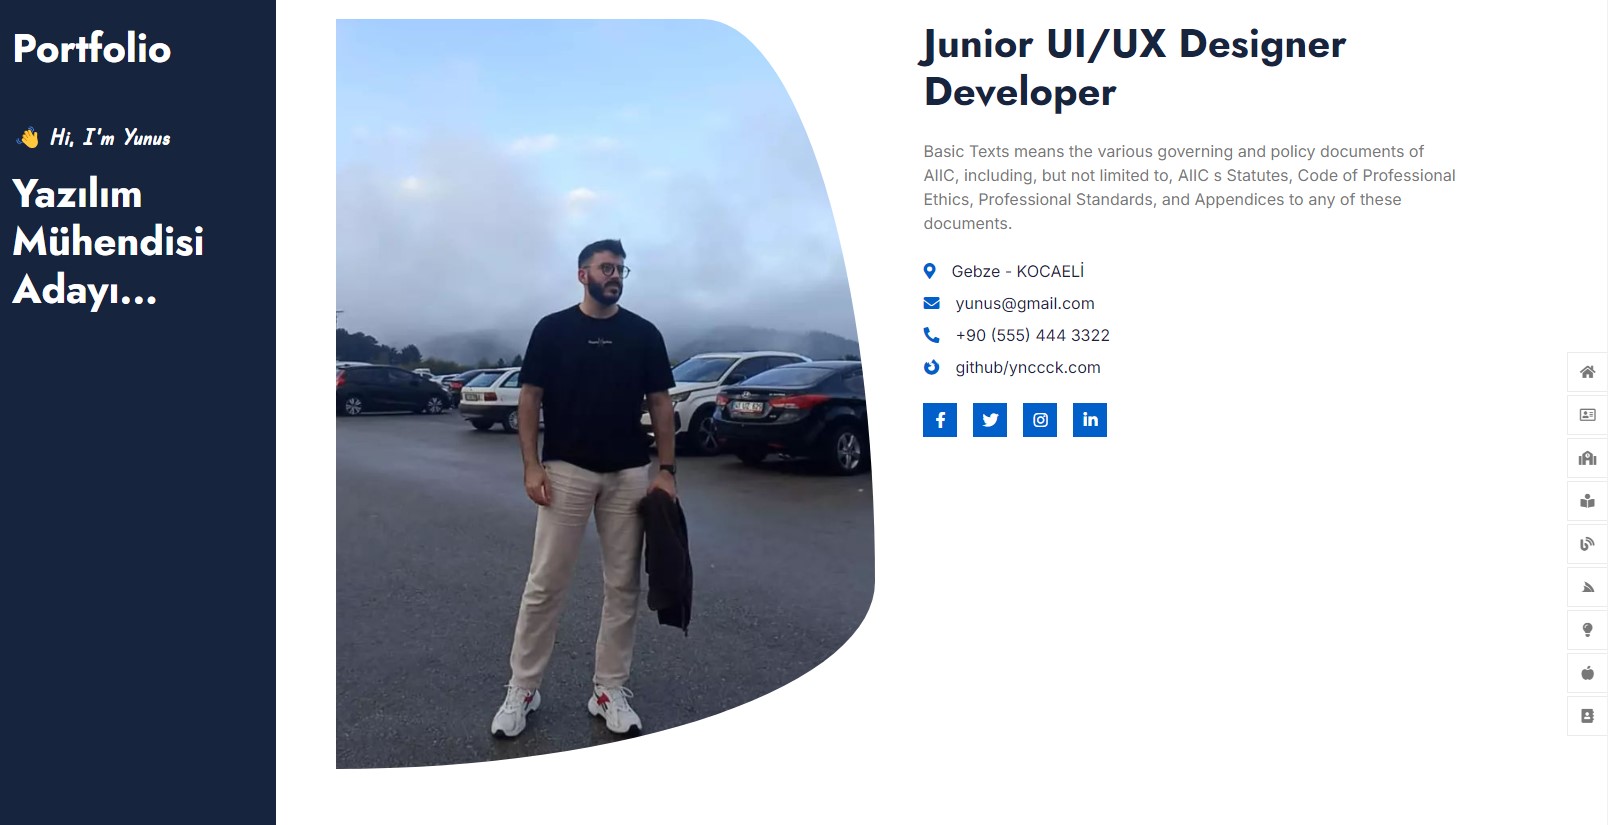 Portfolio
👋 Hi, I'm Yunus
Yazılım
Mühendisi
Adayı...
Junior UI/UX Designer
Developer
Basic Texts means the various governing and policy documents of
AIIC, including, but not limited to, AIIC s Statutes, Code of Professional
Ethics, Professional Standards, and Appendices to any of these
documents.
Gebze - KOCAELİ
yunus@gmail.com
+90 (555) 444 3322
github/ynccck.com